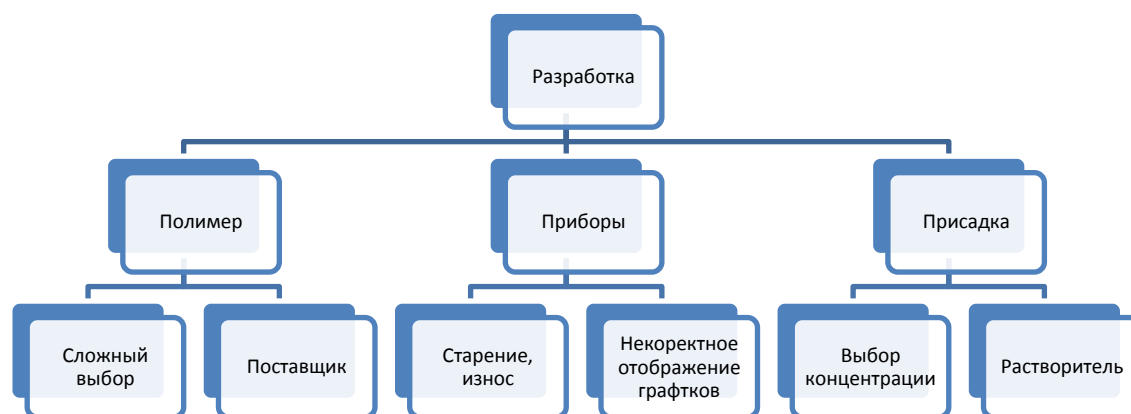 Разработка
Полимер
Приборы
Присадка
Сложный
выбор
Поставщик
Старение,
износ
Некоректное
отображение
графтков
Выбор
концентрации
Растворитель